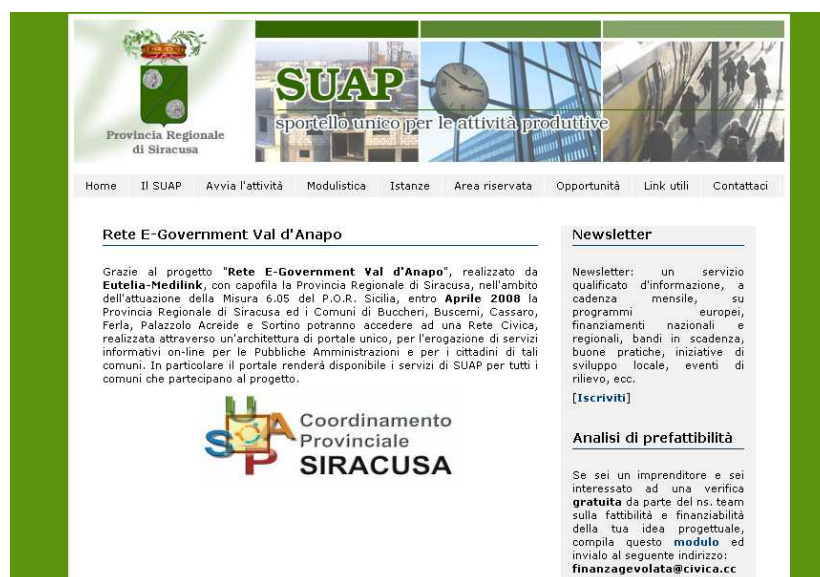 SUAP
sportello unico per le attività produttive
Provincia Regionale
di Siracusa
Home Il SUAP Avvia l'attività Modulistica Istanze Area riservata Opportunità Link utili Contattaci
Rete E-Government Val d'Anapo
Grazie al progetto "Rete E-Government Val d'Anapo", realizzato da
Eutelia-Medilink, con capofila la Provincia Regionale di Siracusa, nell'ambito
dell'attuazione della Misura 6.05 del P.O.R. Sicilia, entro Aprile 2008 la
Provincia Regionale di Siracusa ed i Comuni di Buccheri, Buscemi, Cassaro,
Ferla, Palazzolo Acreide e Sortino potranno accedere ad una Rete Civica,
realizzata attraverso un'architettura di portale unico, per l'erogazione di servizi
informativi on-line per le Pubbliche Amministrazioni e per i cittadini di tali
comuni. In particolare il portale renderà disponibile i servizi di SUAP per tutti i
comuni che partecipano al progetto.
SUAP
Coordinamento
Provinciale
SIRACUSA
Newsletter
Newsletter: un servizio
qualificato d'informazione, a
cadenza mensile, su
programmi europei,
finanziamenti nazionali e
regionali, bandi in scadenza,
buone pratiche, iniziative di
sviluppo locale, eventi di
rilievo, ecc.
[Iscriviti]
Analisi di prefattibilità
Se sei un imprenditore e sei
interessato ad una verifica
gratuita da parte del ns. team
sulla fattibilità e finanziabilità
della tua idea progettuale,
compila questo modulo ed
invialo al seguente indirizzo:
finanzagevolata@civica.cc